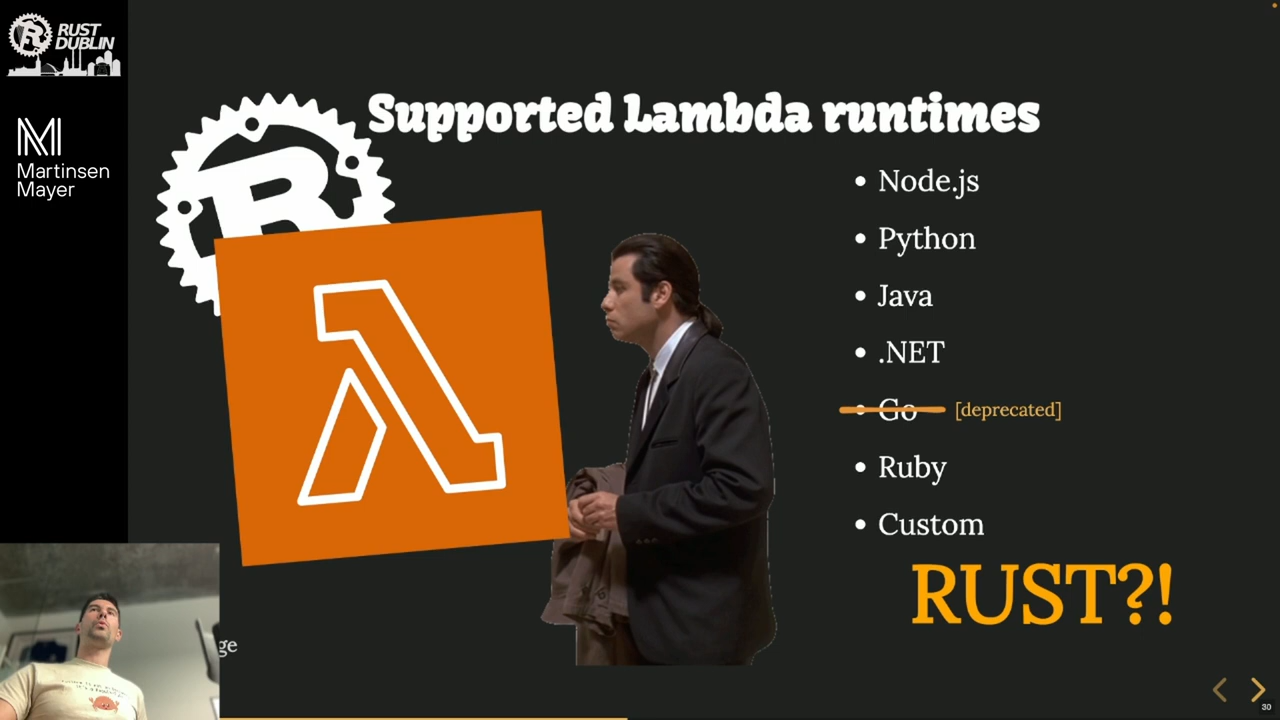 RUST
DUBLIN
Martinsen
Mayer
Supported Lambda runtimes
Node.js
Python
Java
.NET
Go [deprecated]
Ruby
Custom
RUST?!
ge
30